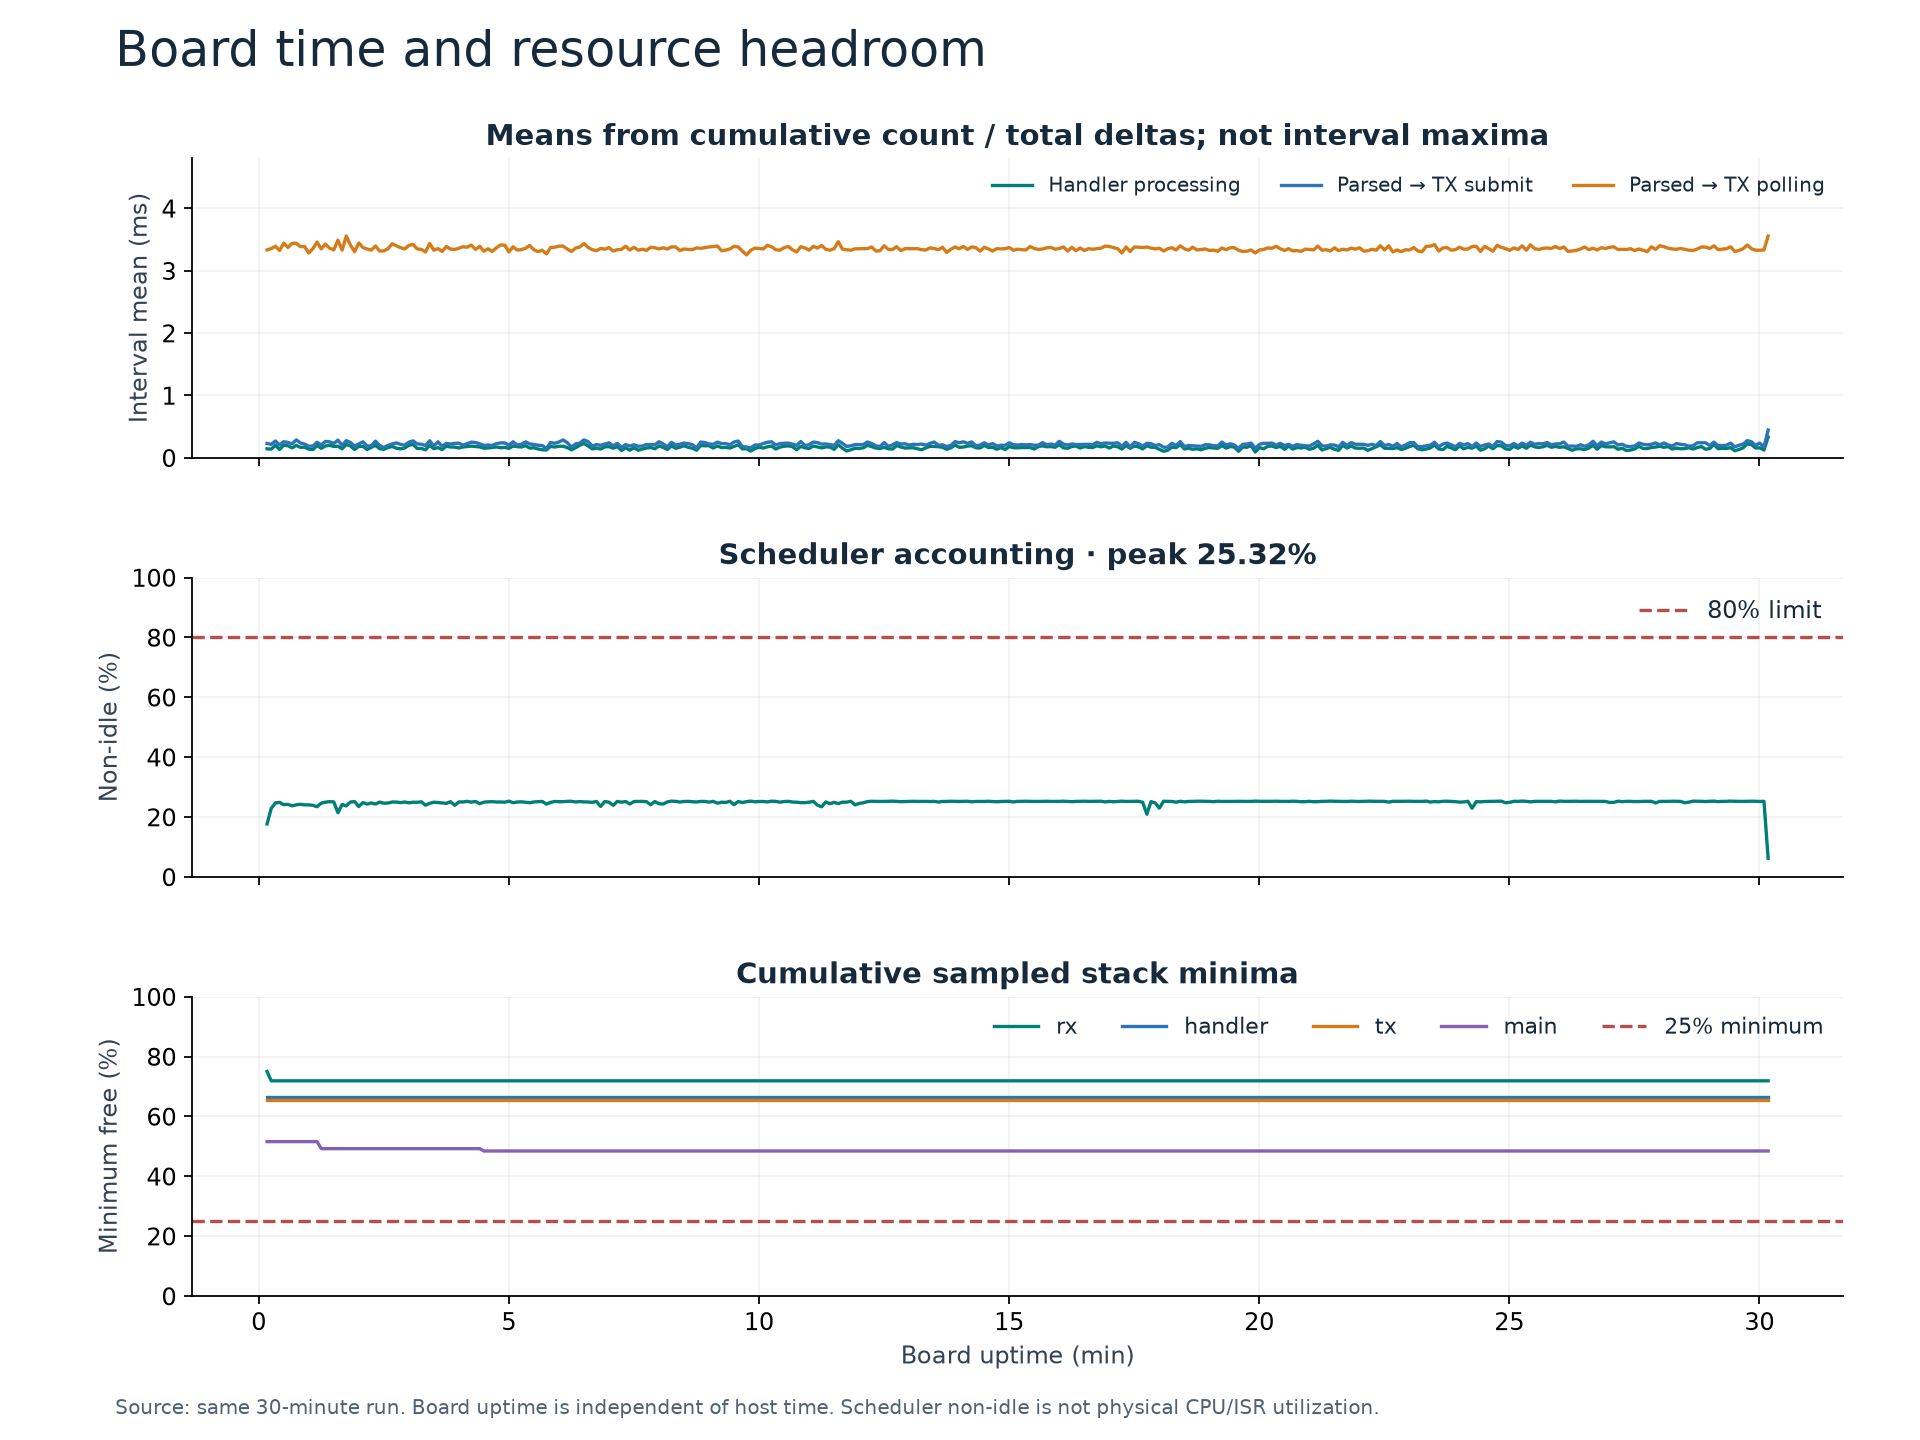 Board time and resource headroom
Means from cumulative count / total deltas; not interval maxima
Handler processing
Parsed → TX submit
Parsed → TX polling
Interval mean (ms)
4
3
2
1
0
Scheduler accounting · peak 25.32%
80% limit
Non-idle (%)
100
80
60
40
20
0
Cumulative sampled stack minima
rx
handler
tx
main
25% minimum
Minimum free (%)
100
80
60
40
20
0
0 5 10 15 20 25 30
Board uptime (min)
Source: same 30-minute run. Board uptime is independent of host time. Scheduler non-idle is not physical CPU/ISR utilization.